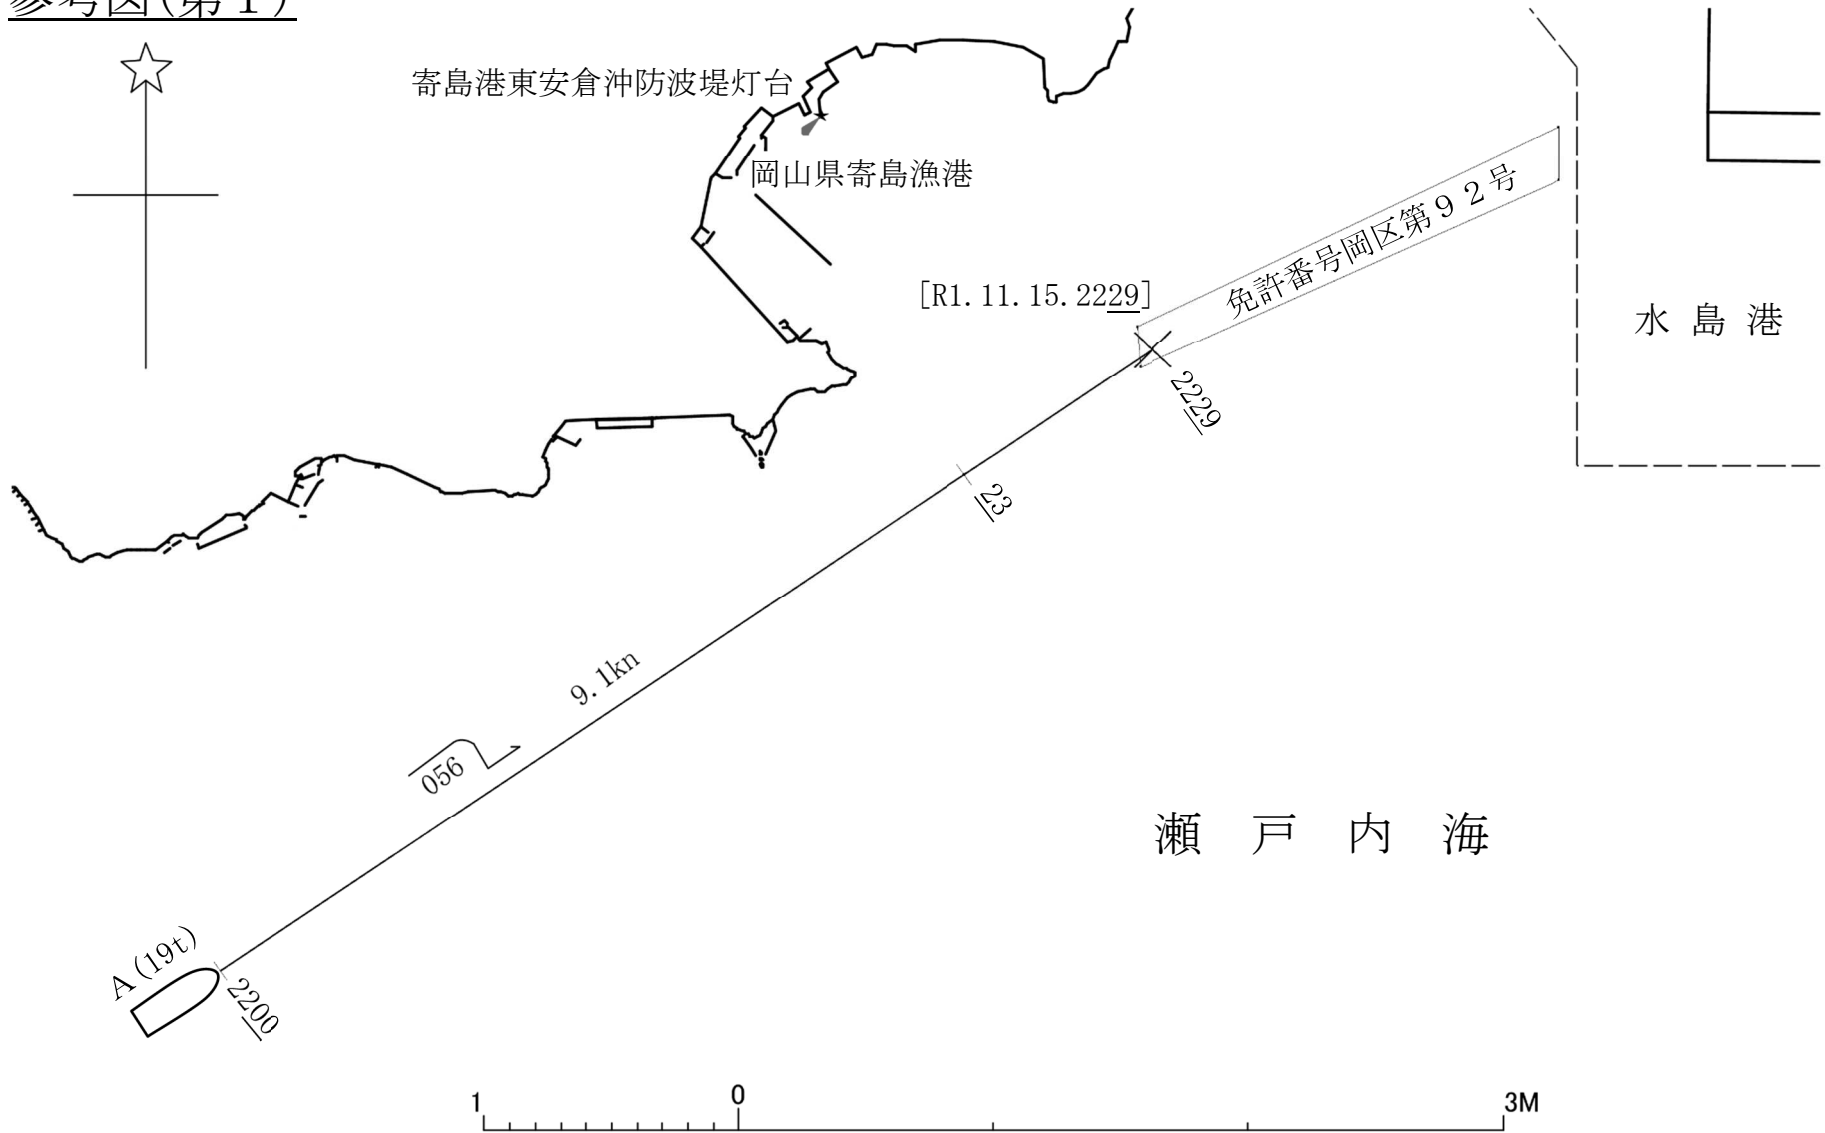 参考図(第１)
寄島港東安倉沖防波堤灯台
岡山県寄島漁港
免許番号岡区第９２号
[R1.11.15.2229]
水島港
2229
23
9.1kn
056
瀬戸内海
A(19t)
2200
1 0 3M